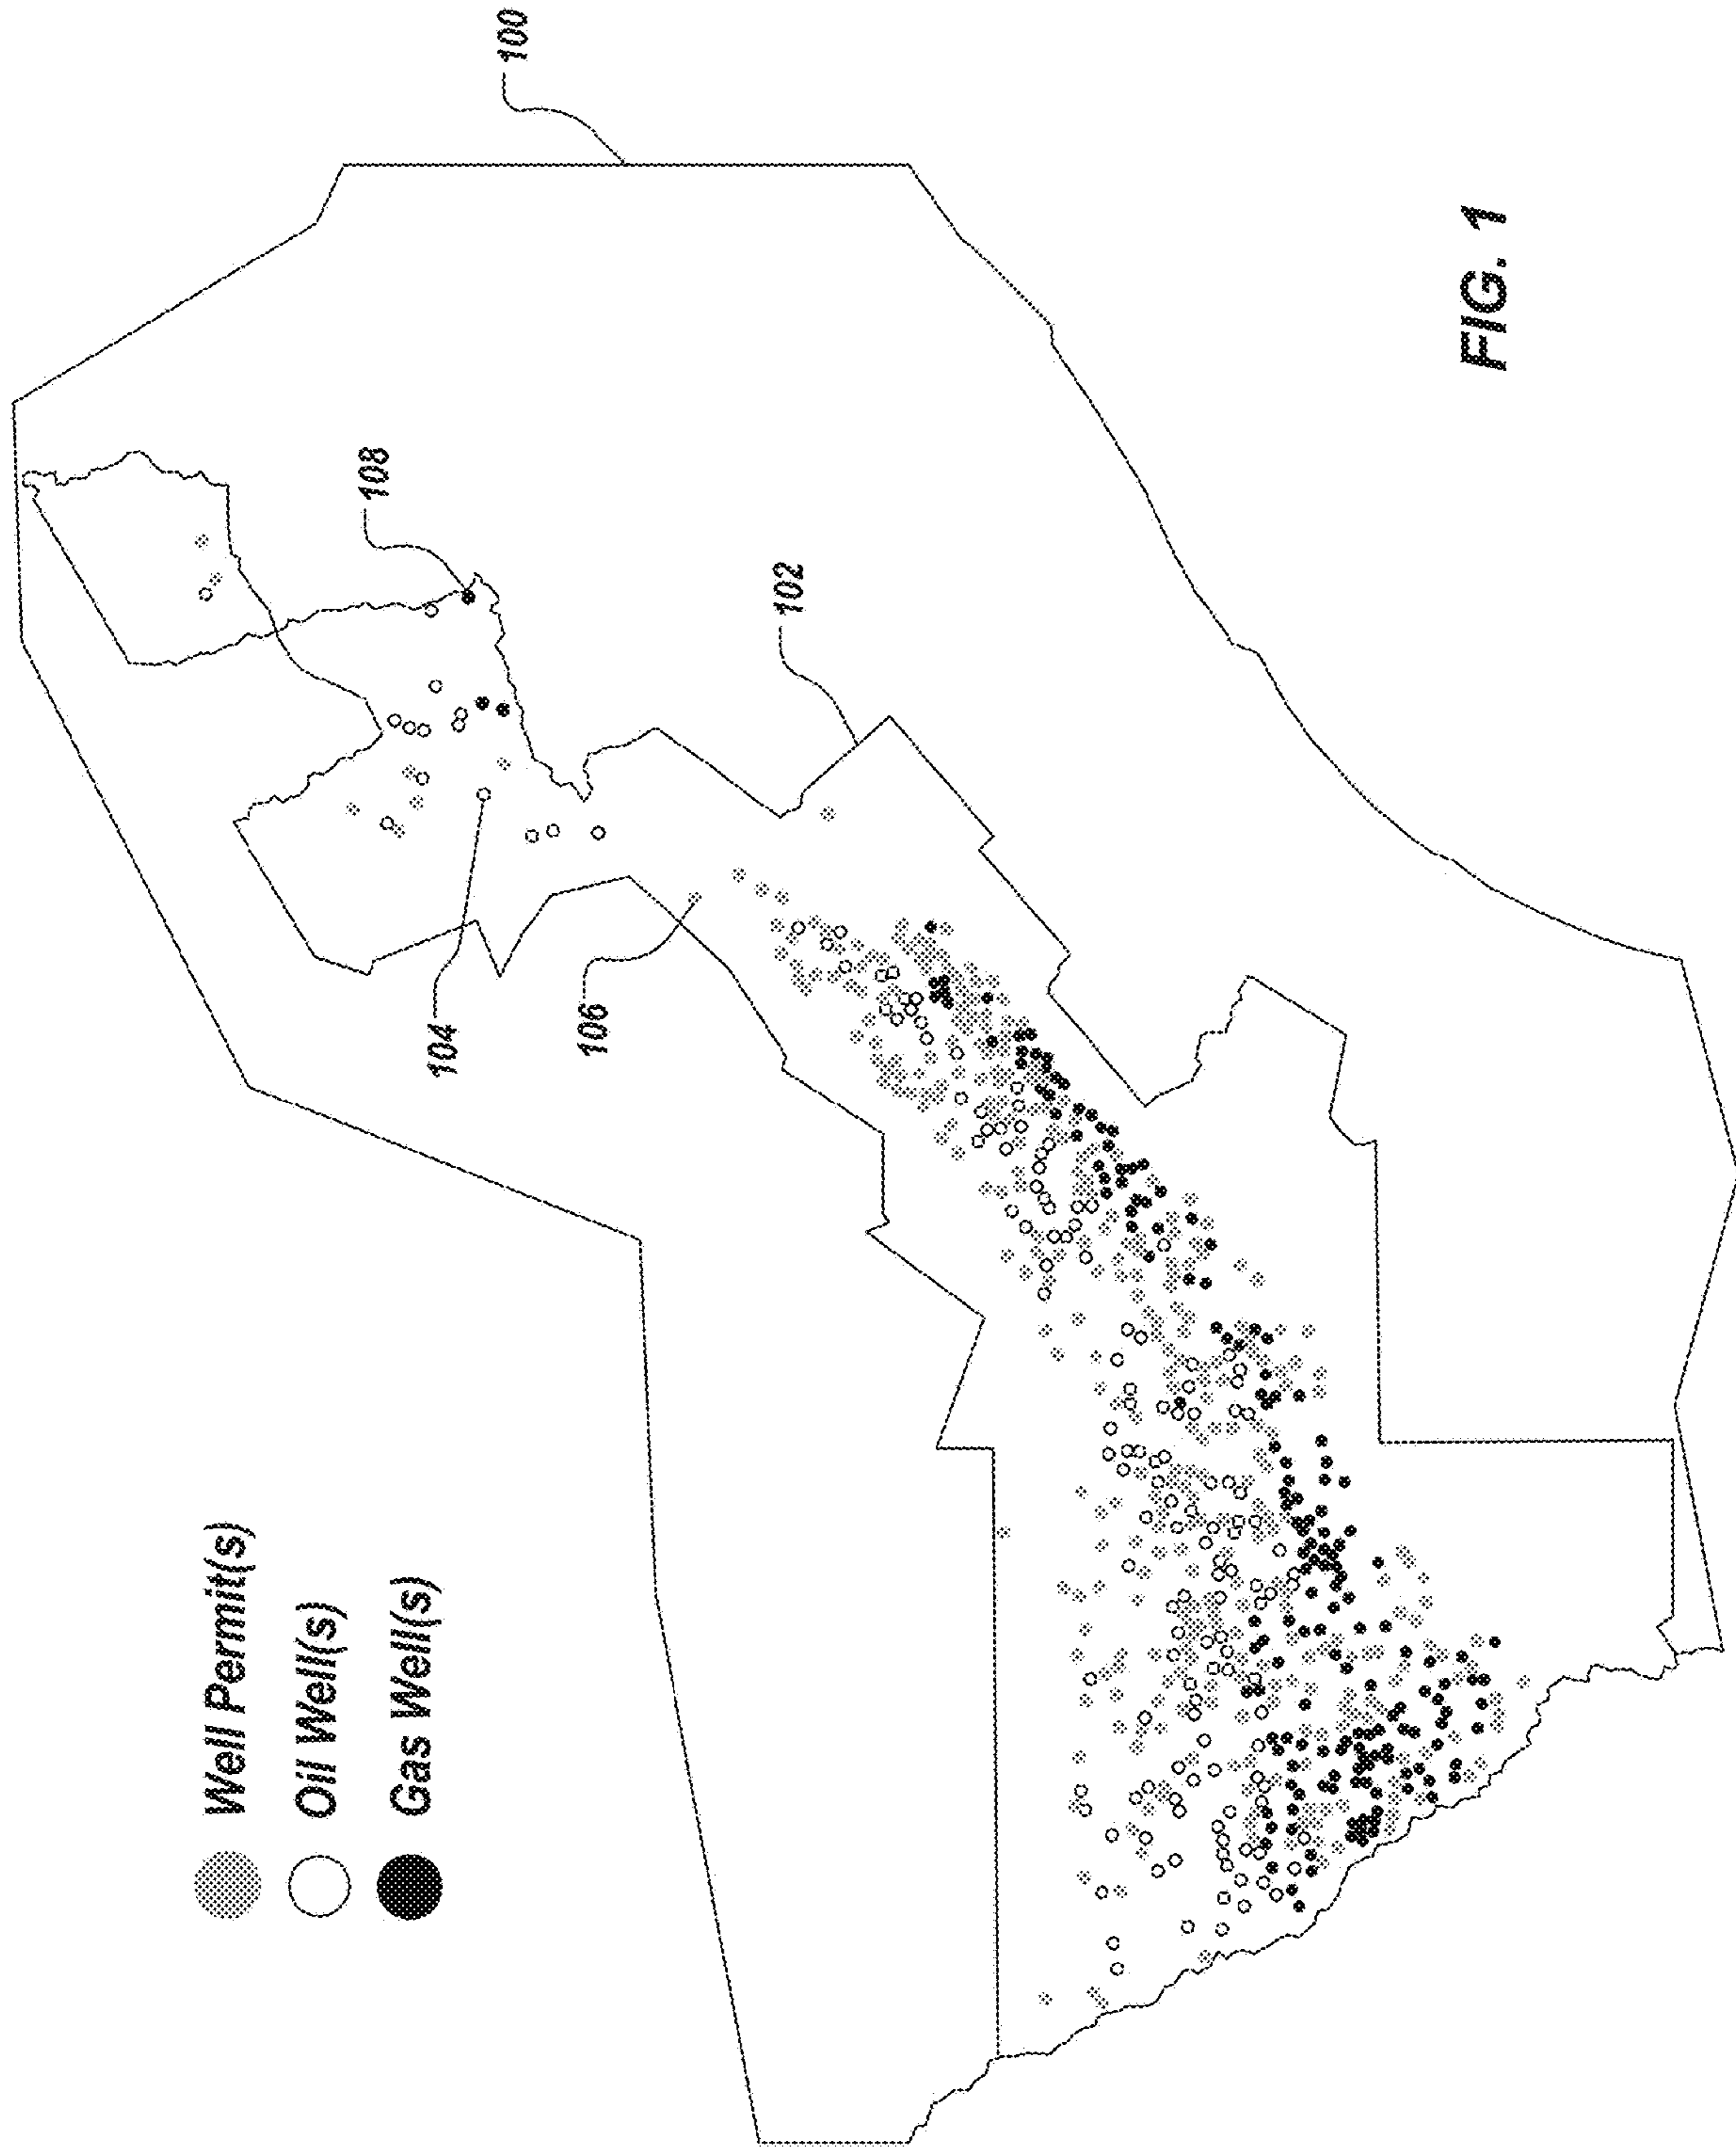 Well Permit(s)
Oil Well(s)
Gas Well(s)
100
108
102
104
106
FIG. 1